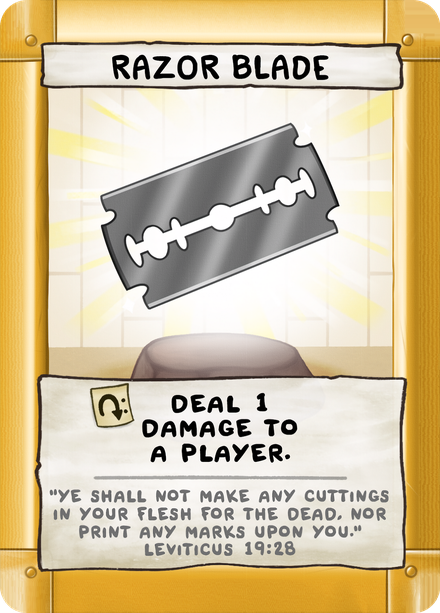 RAZOR BLADE
DEAL 1
DAMAGE TO
A PLAYER.
"YE SHALL NOT MAKE ANY CUTTINGS
IN YOUR FLESH FOR THE DEAD, NOR
PRINT ANY MARKS UPON YOU."
LEVITICUS 19:28